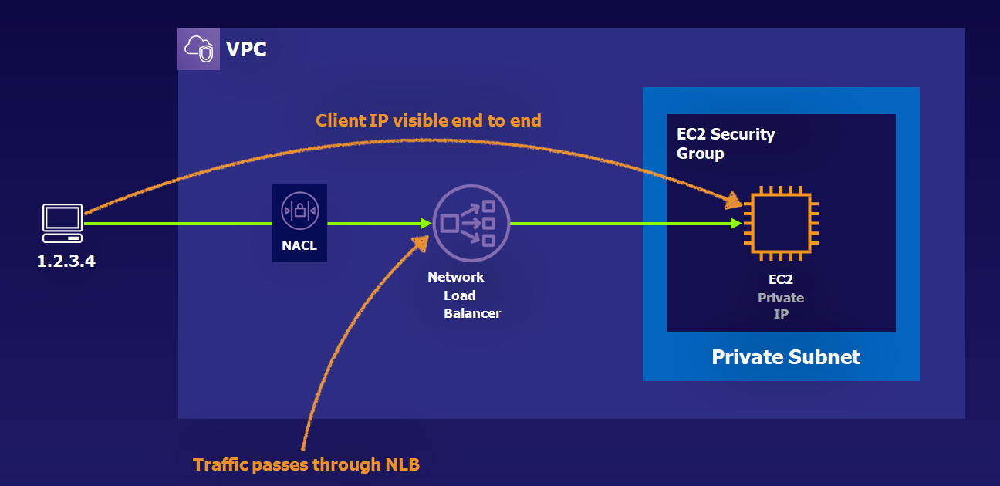 VPC
Client IP visible end to end
EC2 Security
Group
NACL
1.2.3.4
Network
Load
Balancer
EC2
Private
IP
Private Subnet
Traffic passes through NLB